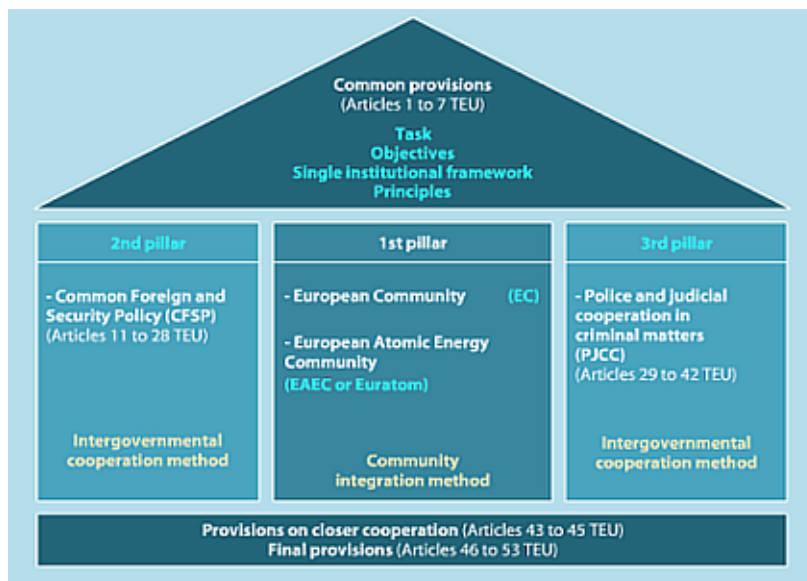 Common provisions
(Articles 1 to 7 TEU)
Task
Objectives
Single institutional framework
Principles
2nd pillar
- Common Foreign and
Security Policy (CFSP)
(Articles 11 to 28 TEU)
Intergovernmental
cooperation method
1st pillar
- European Community (EC)
- European Atomic Energy
Community
(EAEC or Euratom)
Community
integration method
3rd pillar
- Police and Judicial
cooperation in
criminal matters
(PJCC)
(Articles 29 to 42 TEU)
Intergovernmental
cooperation method
Provisions on closer cooperation (Articles 43 to 45 TEU)
Final provisions (Articles 46 to 53 TEU)